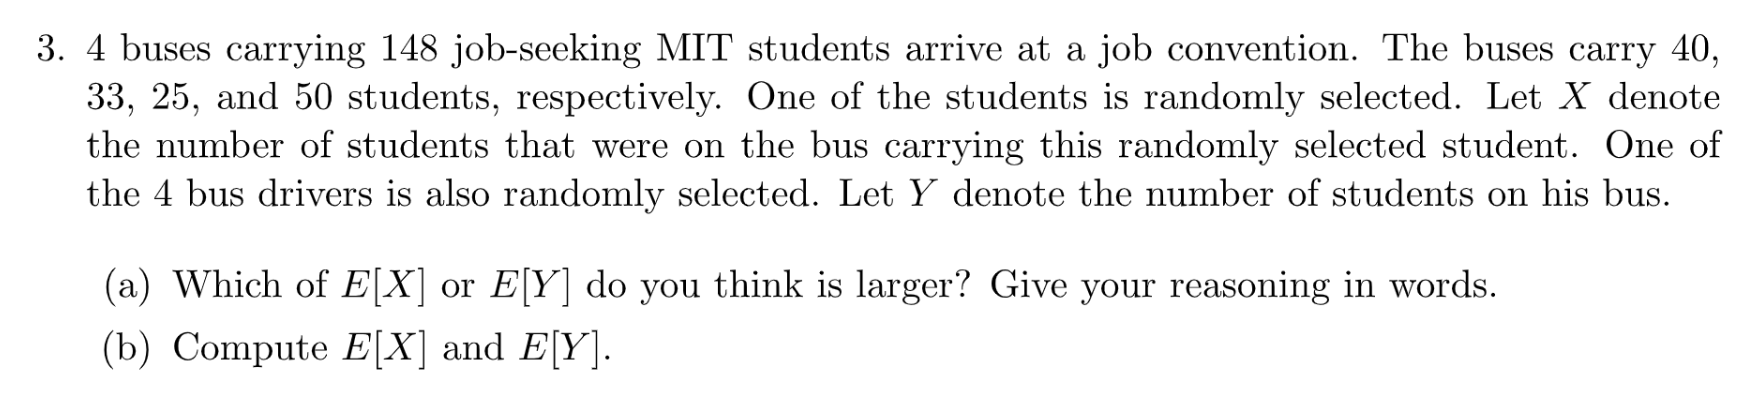 3. 4 buses carrying 148 job-seeking MIT students arrive at a job convention. The buses carry 40,
33, 25, and 50 students, respectively. One of the students is randomly selected. Let X denote
the number of students that were on the bus carrying this randomly selected student. One of
the 4 bus drivers is also randomly selected. Let Y denote the number of students on his bus.
(a) Which of E[X] or E[Y] do you think is larger? Give your reasoning in words.
(b) Compute E[X] and E[Y].